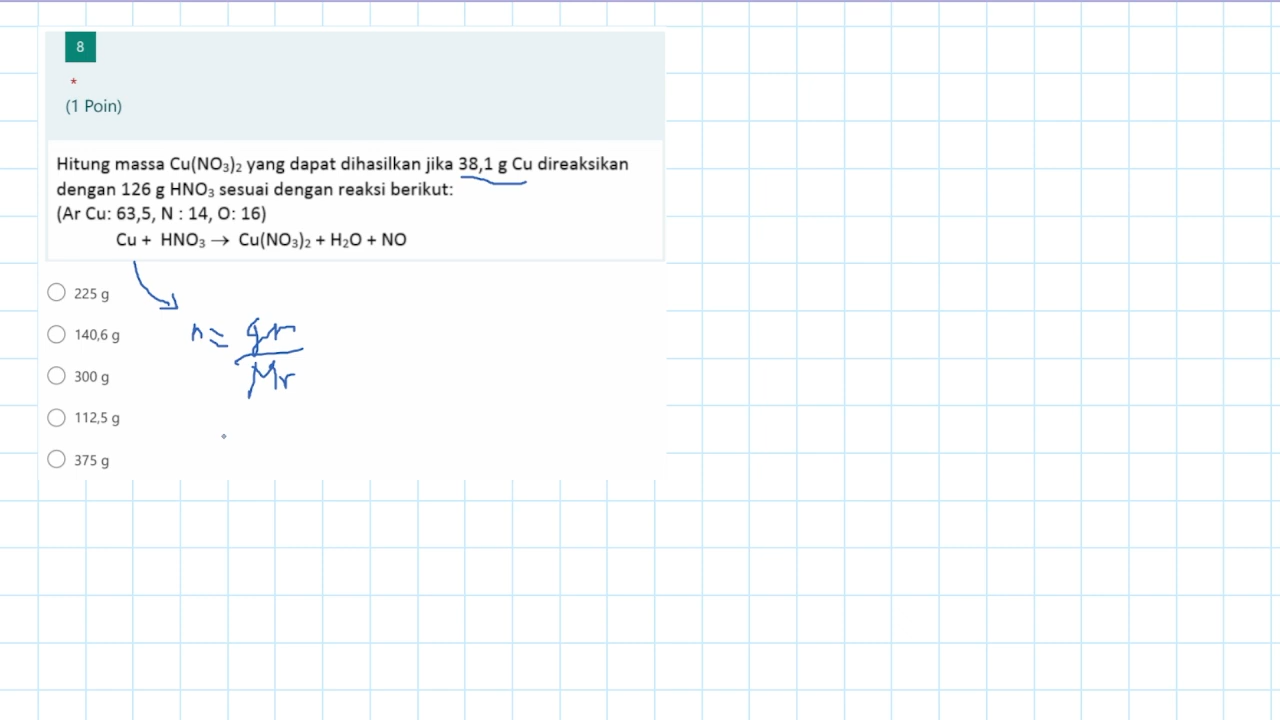 8
*
(1 Poin)
Hitung massa Cu(NO₃)₂ yang dapat dihasilkan jika 38,1 g Cu direaksikan
dengan 126 g HNO₃ sesuai dengan reaksi berikut:
(Ar Cu: 63,5, N : 14, O: 16)
Cu + HNO₃ → Cu(NO₃)₂ + H₂O + NO
225 g
140,6 g
300 g
112,5 g
375 g
n = gr
Mr